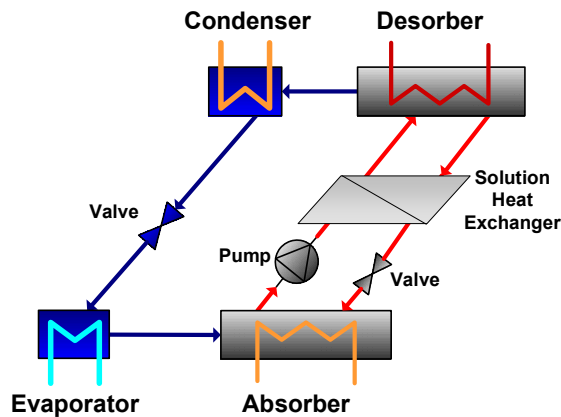 Condenser
Desorber
Solution
Heat
Exchanger
Valve
Pump
Valve
Evaporator
Absorber